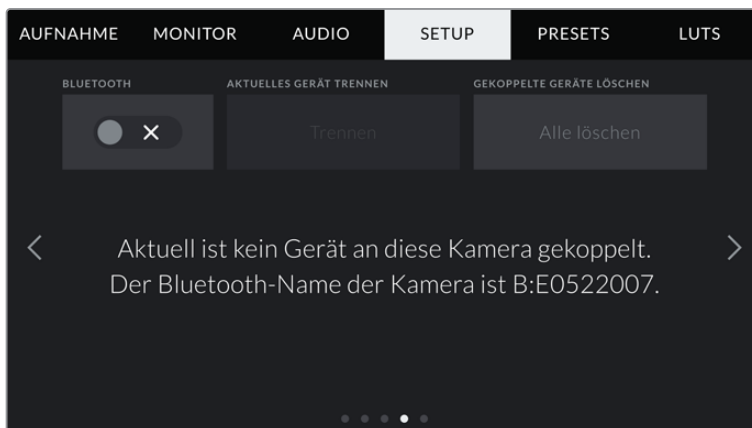 AUFNAHME MONITOR AUDIO SETUP PRESETS LUTS
BLUETOOTH AKTUELLES GERÄT TRENNEN GEKOPPELTE GERÄTE LÖSCHEN
Trennen Alle löschen
Aktuell ist kein Gerät an diese Kamera gekoppelt.
Der Bluetooth-Name der Kamera ist B:E0522007.